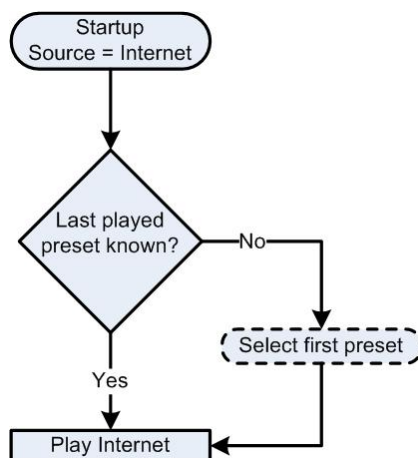 Startup
Source = Internet
Last played
preset known?
No
Select first preset
Yes
Play Internet